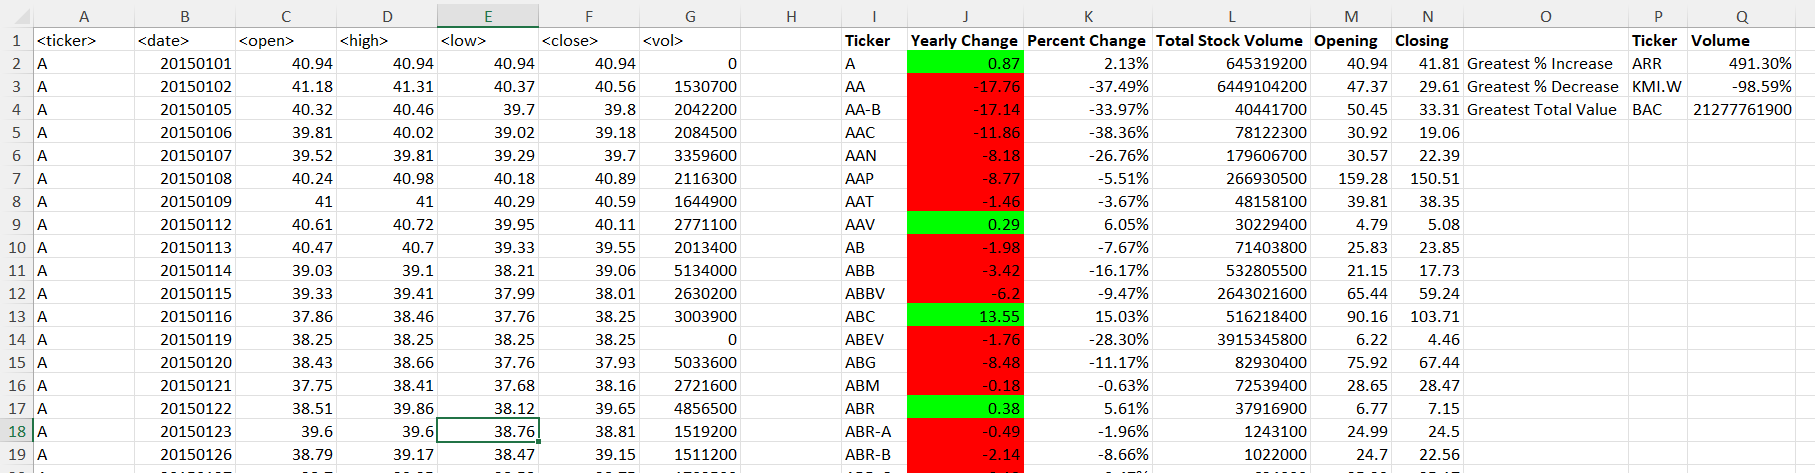 A B C D E F G H I J K L M N O P Q
1 <ticker> <date> <open> <high> <low> <close> <vol> Ticker Yearly Change Percent Change Total Stock Volume Opening Closing Ticker Volume
2 A 20150101 40.94 40.94 40.94 40.94 0 A 0.87 2.13% 645319200 40.94 41.81 Greatest % Increase ARR 491.30%
3 A 20150102 41.18 41.31 40.37 40.56 1530700 AA -17.76 -37.49% 6449104200 47.37 29.61 Greatest % Decrease KMI.W -98.59%
4 A 20150105 40.32 40.46 39.7 39.8 2042200 AA-B -17.14 -33.97% 40441700 50.45 33.31 Greatest Total Value BAC 21277761900
5 A 20150106 39.81 40.02 39.02 39.18 2084500 AAC -11.86 -38.36% 78122300 30.92 19.06
6 A 20150107 39.52 39.81 39.29 39.7 3359600 AAN -8.18 -26.76% 179606700 30.57 22.39
7 A 20150108 40.24 40.98 40.18 40.89 2116300 AAP -8.77 -5.51% 266930500 159.28 150.51
8 A 20150109 41 41 40.29 40.59 1644900 AAT -1.46 -3.67% 48158100 39.81 38.35
9 A 20150112 40.61 40.72 39.95 40.11 2771100 AAV 0.29 6.05% 30229400 4.79 5.08
10 A 20150113 40.47 40.7 39.33 39.55 2013400 AB -1.98 -7.67% 71403800 25.83 23.85
11 A 20150114 39.03 39.1 38.21 39.06 5134000 ABB -3.42 -16.17% 532805500 21.15 17.73
12 A 20150115 39.33 39.41 37.99 38.01 2630200 ABBV -6.2 -9.47% 2643021600 65.44 59.24
13 A 20150116 37.86 38.46 37.76 38.25 3003900 ABC 13.55 15.03% 516218400 90.16 103.71
14 A 20150119 38.25 38.25 38.25 38.25 0 ABEV -1.76 -28.30% 3915345800 6.22 4.46
15 A 20150120 38.43 38.66 37.76 37.93 5033600 ABG -8.48 -11.17% 82930400 75.92 67.44
16 A 20150121 37.75 38.41 37.68 38.16 2721600 ABM -0.18 -0.63% 72539400 28.65 28.47
17 A 20150122 38.51 39.86 38.12 39.65 4856500 ABR 0.38 5.61% 37916900 6.77 7.15
18 A 20150123 39.6 39.6 38.76 38.81 1519200 ABR-A -0.49 -1.96% 1243100 24.99 24.5
19 A 20150126 38.79 39.17 38.47 39.15 1511200 ABR-B -2.14 -8.66% 1022000 24.7 22.56